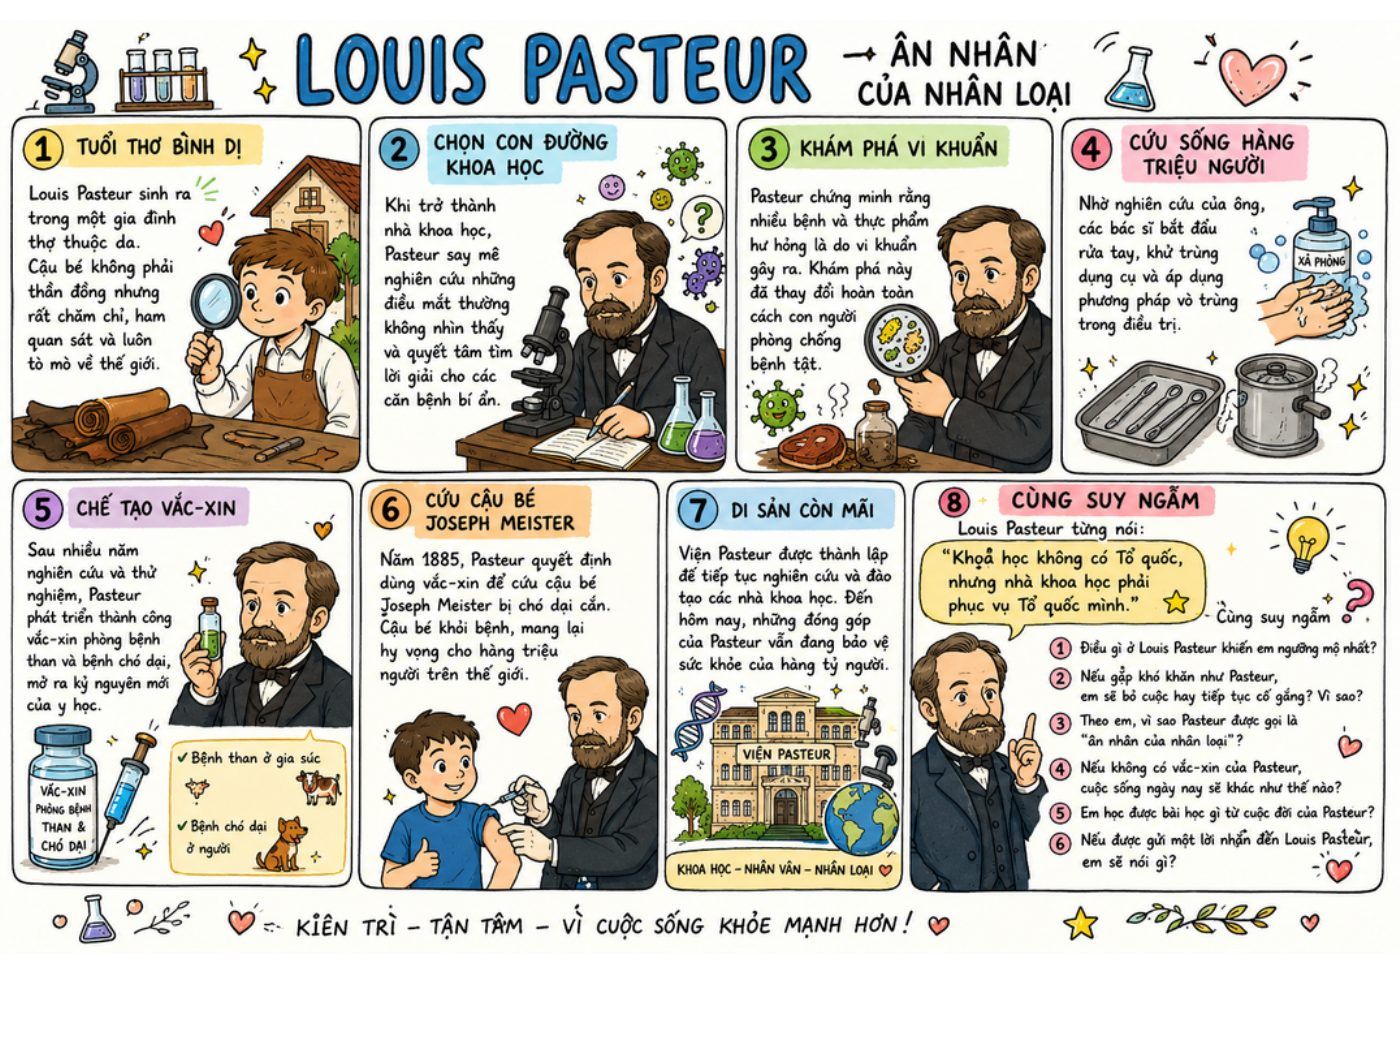 LOUIS PASTEUR
ÂN NHÂN
CỦA NHÂN LOẠI
1 TUỔI THƠ BÌNH DỊ
Louis Pasteur sinh ra
trong một gia đình
thợ thuộc da.
Cậu bé không phải
thần đồng nhưng
rất chăm chỉ, ham
quan sát và luôn
tò mò về thế giới.
2 CHỌN CON ĐƯỜNG
KHOA HỌC
Khi trở thành
nhà khoa học,
Pasteur say mê
nghiên cứu những
điều mắt thường
không nhìn thấy
và quyết tâm tìm
lời giải cho các
căn bệnh bí ẩn.
?
3 KHÁM PHÁ VI KHUẨN
Pasteur chứng minh rằng
nhiều bệnh và thực phẩm
hư hỏng là do vi khuẩn
gây ra. Khám phá này
đã thay đổi hoàn toàn
cách con người
phòng chống
bệnh tật.
4 CỨU SỐNG HÀNG
TRIỆU NGƯỜI
Nhờ nghiên cứu của ông,
các bác sĩ bắt đầu
rửa tay, khử trùng
dụng cụ và áp dụng
phương pháp vò trùng
trong điều trị.
XÀ PHÒNG
5 CHẾ TẠO VẮC-XIN
Sau nhiều năm
nghiên cứu và thử
nghiệm, Pasteur
phát triển thành công
vắc-xin phòng bệnh
than và bệnh chó dại,
mở ra kỷ nguyên mới
của y học.
VẮC-XIN
PHÒNG BỆNH
THAN &
CHÓ DẠI
✓ Bệnh than ở gia súc
✓ Bệnh chó dại
ở người
6 CỨU CẬU BÉ
JOSEPH MEISTER
Năm 1885, Pasteur quyết định
dùng vắc-xin để cứu cậu bé
Joseph Meister bị chó dại cắn.
Cậu bé khỏi bệnh, mang lại
hy vọng cho hàng triệu
người trên thế giới.
7 DI SẢN CÒN MÃI
Viện Pasteur được thành lập
để tiếp tục nghiên cứu và đào
tạo các nhà khoa học. Đến
hôm nay, những đóng góp
của Pasteur vẫn đang bảo vệ
sức khỏe của hàng tỷ người.
VIỆN PASTEUR
KHOA HỌC – NHÂN VĂN – NHÂN LOẠI
8 CÙNG SUY NGẪM
Louis Pasteur từng nói:
"Khoa học không có Tổ quốc,
nhưng nhà khoa học phải
phục vụ Tổ quốc mình."
Cùng suy ngẫm ?
1 Điều gì ở Louis Pasteur khiến em ngưỡng mộ nhất?
2 Nếu gặp khó khăn như Pasteur,
em sẽ bỏ cuộc hay tiếp tục cố gắng? Vì sao?
3 Theo em, vì sao Pasteur được gọi là
"ân nhân của nhân loại"?
4 Nếu không có vắc-xin của Pasteur,
cuộc sống ngày nay sẽ khác như thế nào?
5 Em học được bài học gì từ cuộc đời của Pasteur?
6 Nếu được gửi một lời nhắn đến Louis Pasteur,
em sẽ nói gì?
KIÊN TRÌ – TẬN TÂM – VÌ CUỘC SỐNG KHỎE MẠNH HƠN!